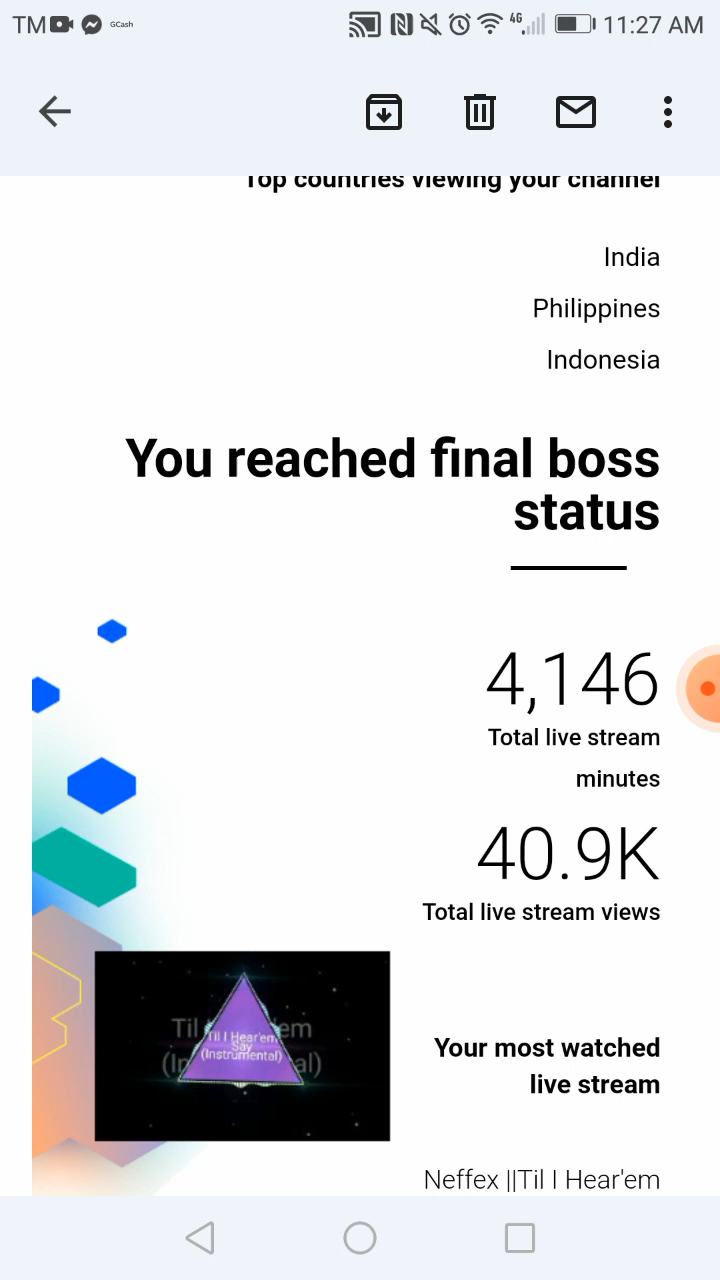 TM GCash 4G 11:27 AM
Top countries viewing your channel
India
Philippines
Indonesia
You reached final boss
status
4,146
Total live stream
minutes
40.9K
Total live stream views
Til I Hear'em
Say
(Instrumental)
Your most watched
live stream
Neffex ||Til I Hear'em